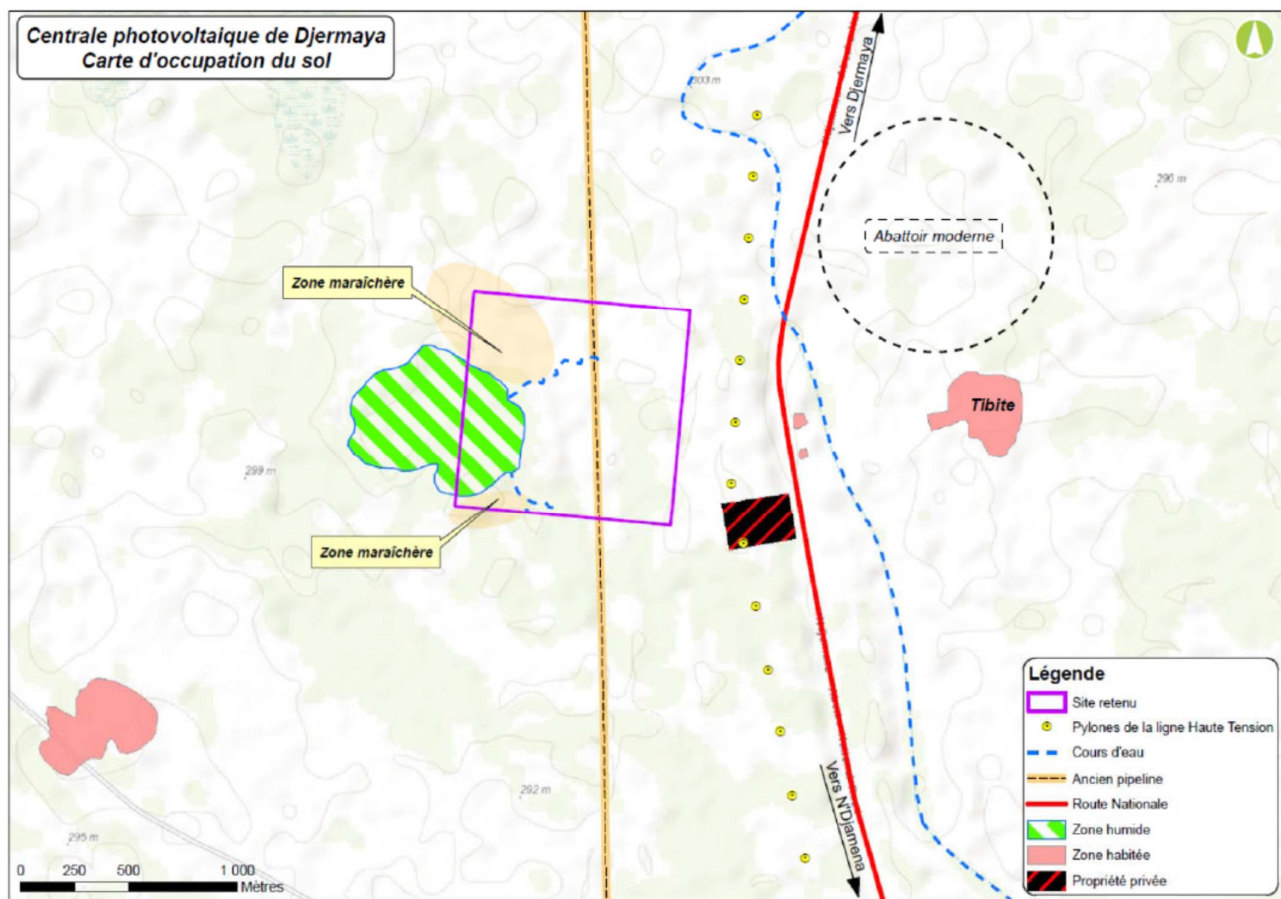 Centrale photovoltaique de Djermaya
Carte d'occupation du sol
303 m
Vers Djermaya
296 m
Abattoir moderne
Zone maraîchère
Tibite
299 m
Zone maraîchère
Vers N'Djamena
292 m
295 m
0 250 500 1 000
Mètres
Légende
Site retenu
Pylones de la ligne Haute Tension
Cours d'eau
Ancien pipeline
Route Nationale
Zone humide
Zone habitée
Propriété privée